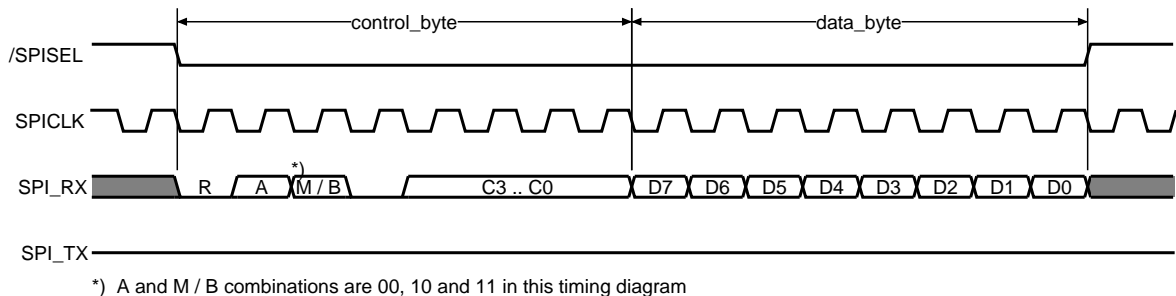 control_byte data_byte
/SPISEL
SPICLK
*)
SPI_RX R A M / B C3 .. C0 D7 D6 D5 D4 D3 D2 D1 D0
SPI_TX
*) A and M / B combinations are 00, 10 and 11 in this timing diagram